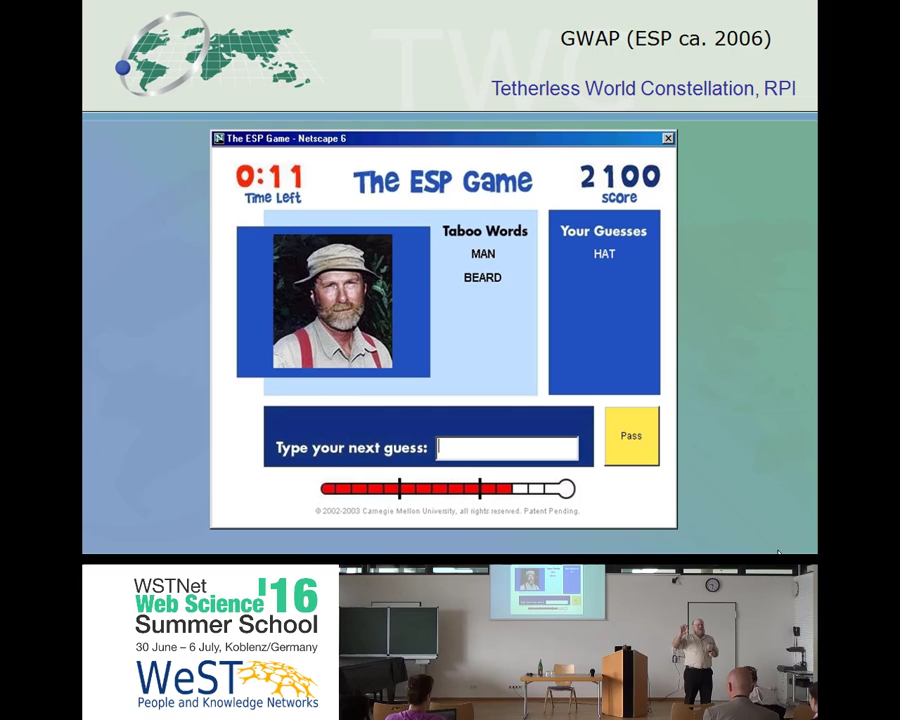 GWAP (ESP ca. 2006)
TWC
Tetherless World Constellation, RPI
The ESP Game - Netscape 6
0:11
Time Left
The ESP Game
2100
score
Taboo Words
MAN
BEARD
Your Guesses
HAT
Type your next guess:
Pass
© 2002-2003 Carnegie Mellon University, all rights reserved. Patent Pending.
WSTNet
Web Science '16
Summer School
30 June – 6 July, Koblenz/Germany
WeST
People and Knowledge Networks